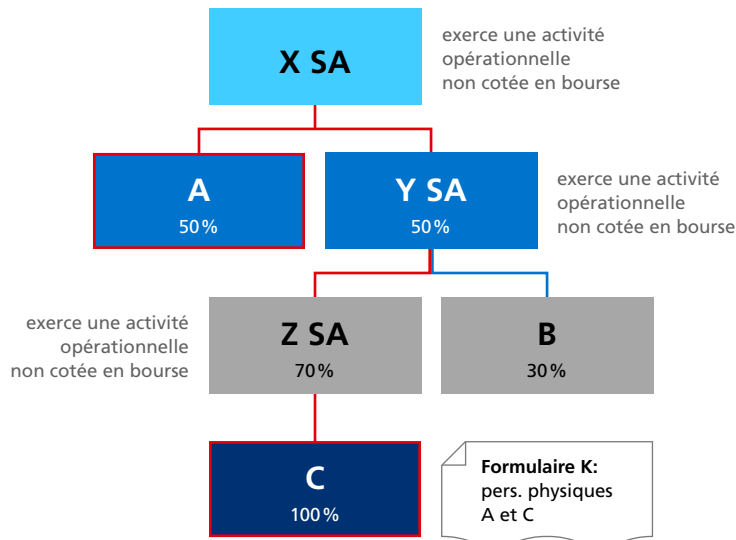 X SA
exerce une activité
opérationnelle
non cotée en bourse
A
50 %
Y SA
50 %
exerce une activité
opérationnelle
non cotée en bourse
exerce une activité
opérationnelle
non cotée en bourse
Z SA
70 %
B
30 %
C
100 %
Formulaire K:
pers. physiques
A et C